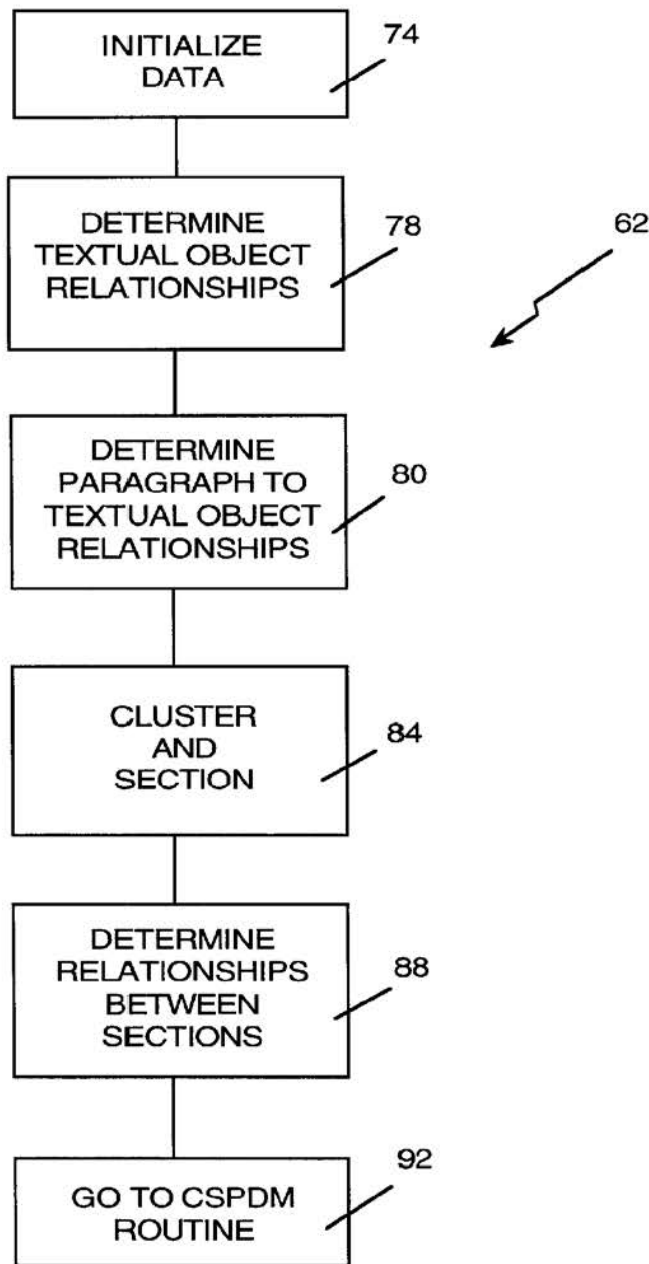 INITIALIZE
DATA
74
DETERMINE
TEXTUAL OBJECT
RELATIONSHIPS
78
62
DETERMINE
PARAGRAPH TO
TEXTUAL OBJECT
RELATIONSHIPS
80
CLUSTER
AND
SECTION
84
DETERMINE
RELATIONSHIPS
BETWEEN
SECTIONS
88
GO TO CSPDM
ROUTINE
92